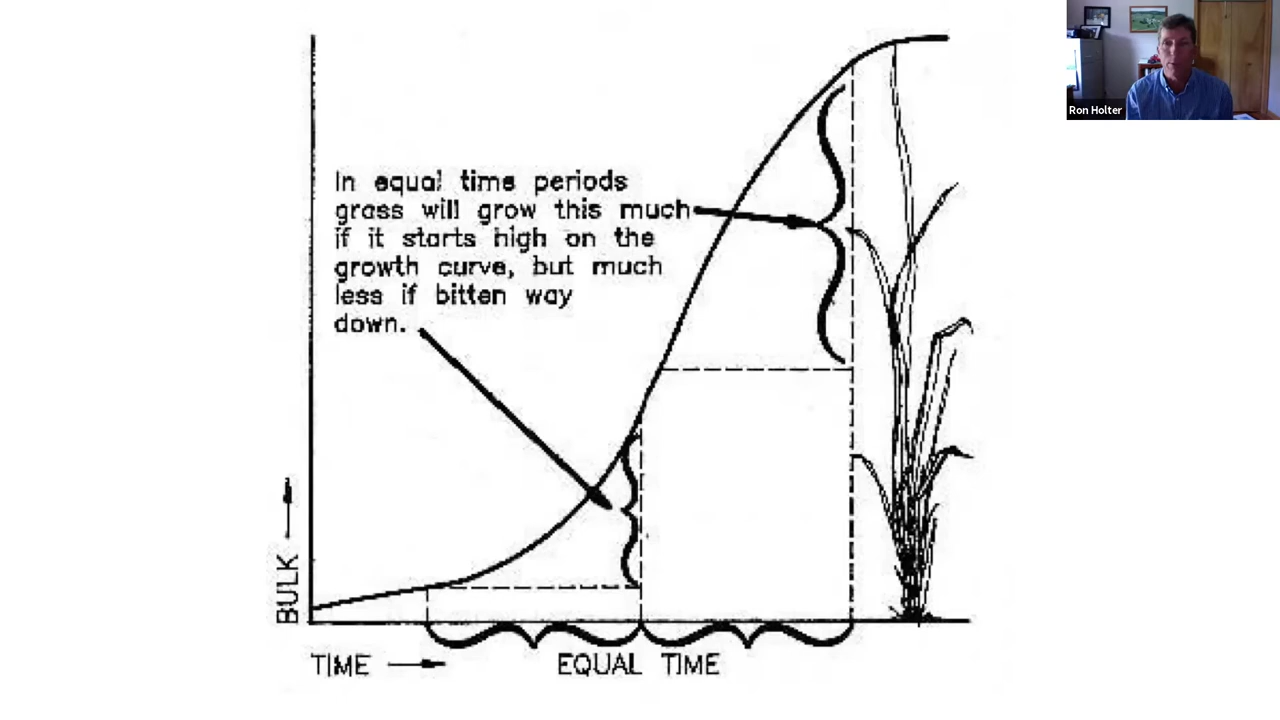 Ron Holter
In equal time periods
grass will grow this much
if it starts high on the
growth curve, but much
less if bitten way
down.
BULK
TIME
EQUAL TIME